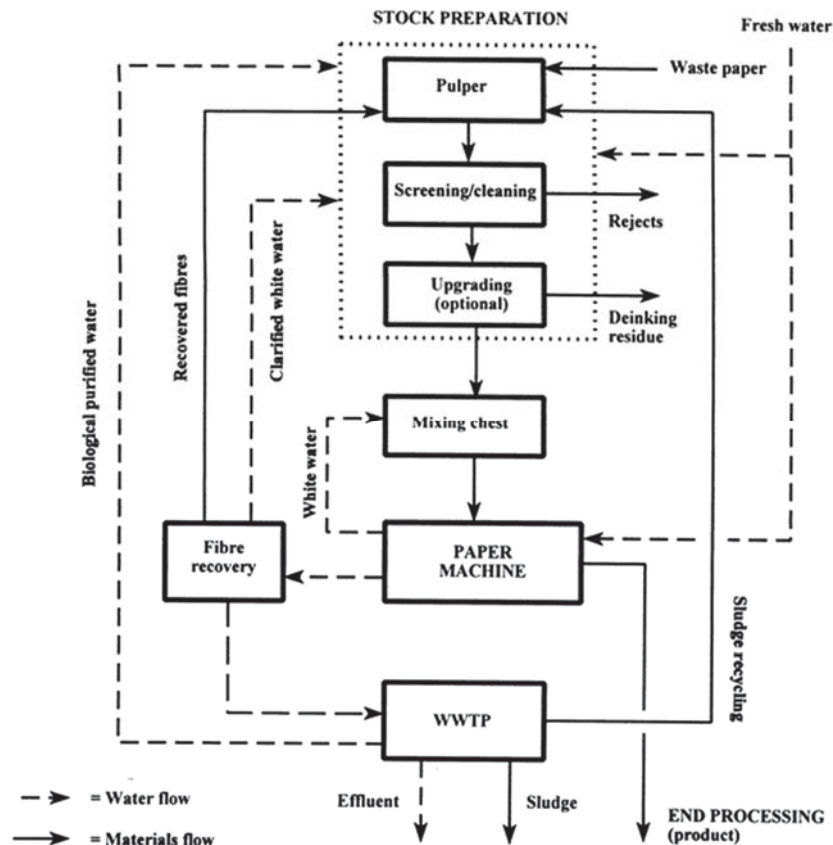 STOCK PREPARATION
Fresh water
Waste paper
Pulper
Screening/cleaning
Rejects
Upgrading
(optional)
Deinking
residue
Biological purified water
Recovered fibres
Clarified white water
White water
Mixing chest
Fibre
recovery
PAPER
MACHINE
Sludge recycling
WWTP
Effluent
Sludge
END PROCESSING
(product)
= Water flow
= Materials flow